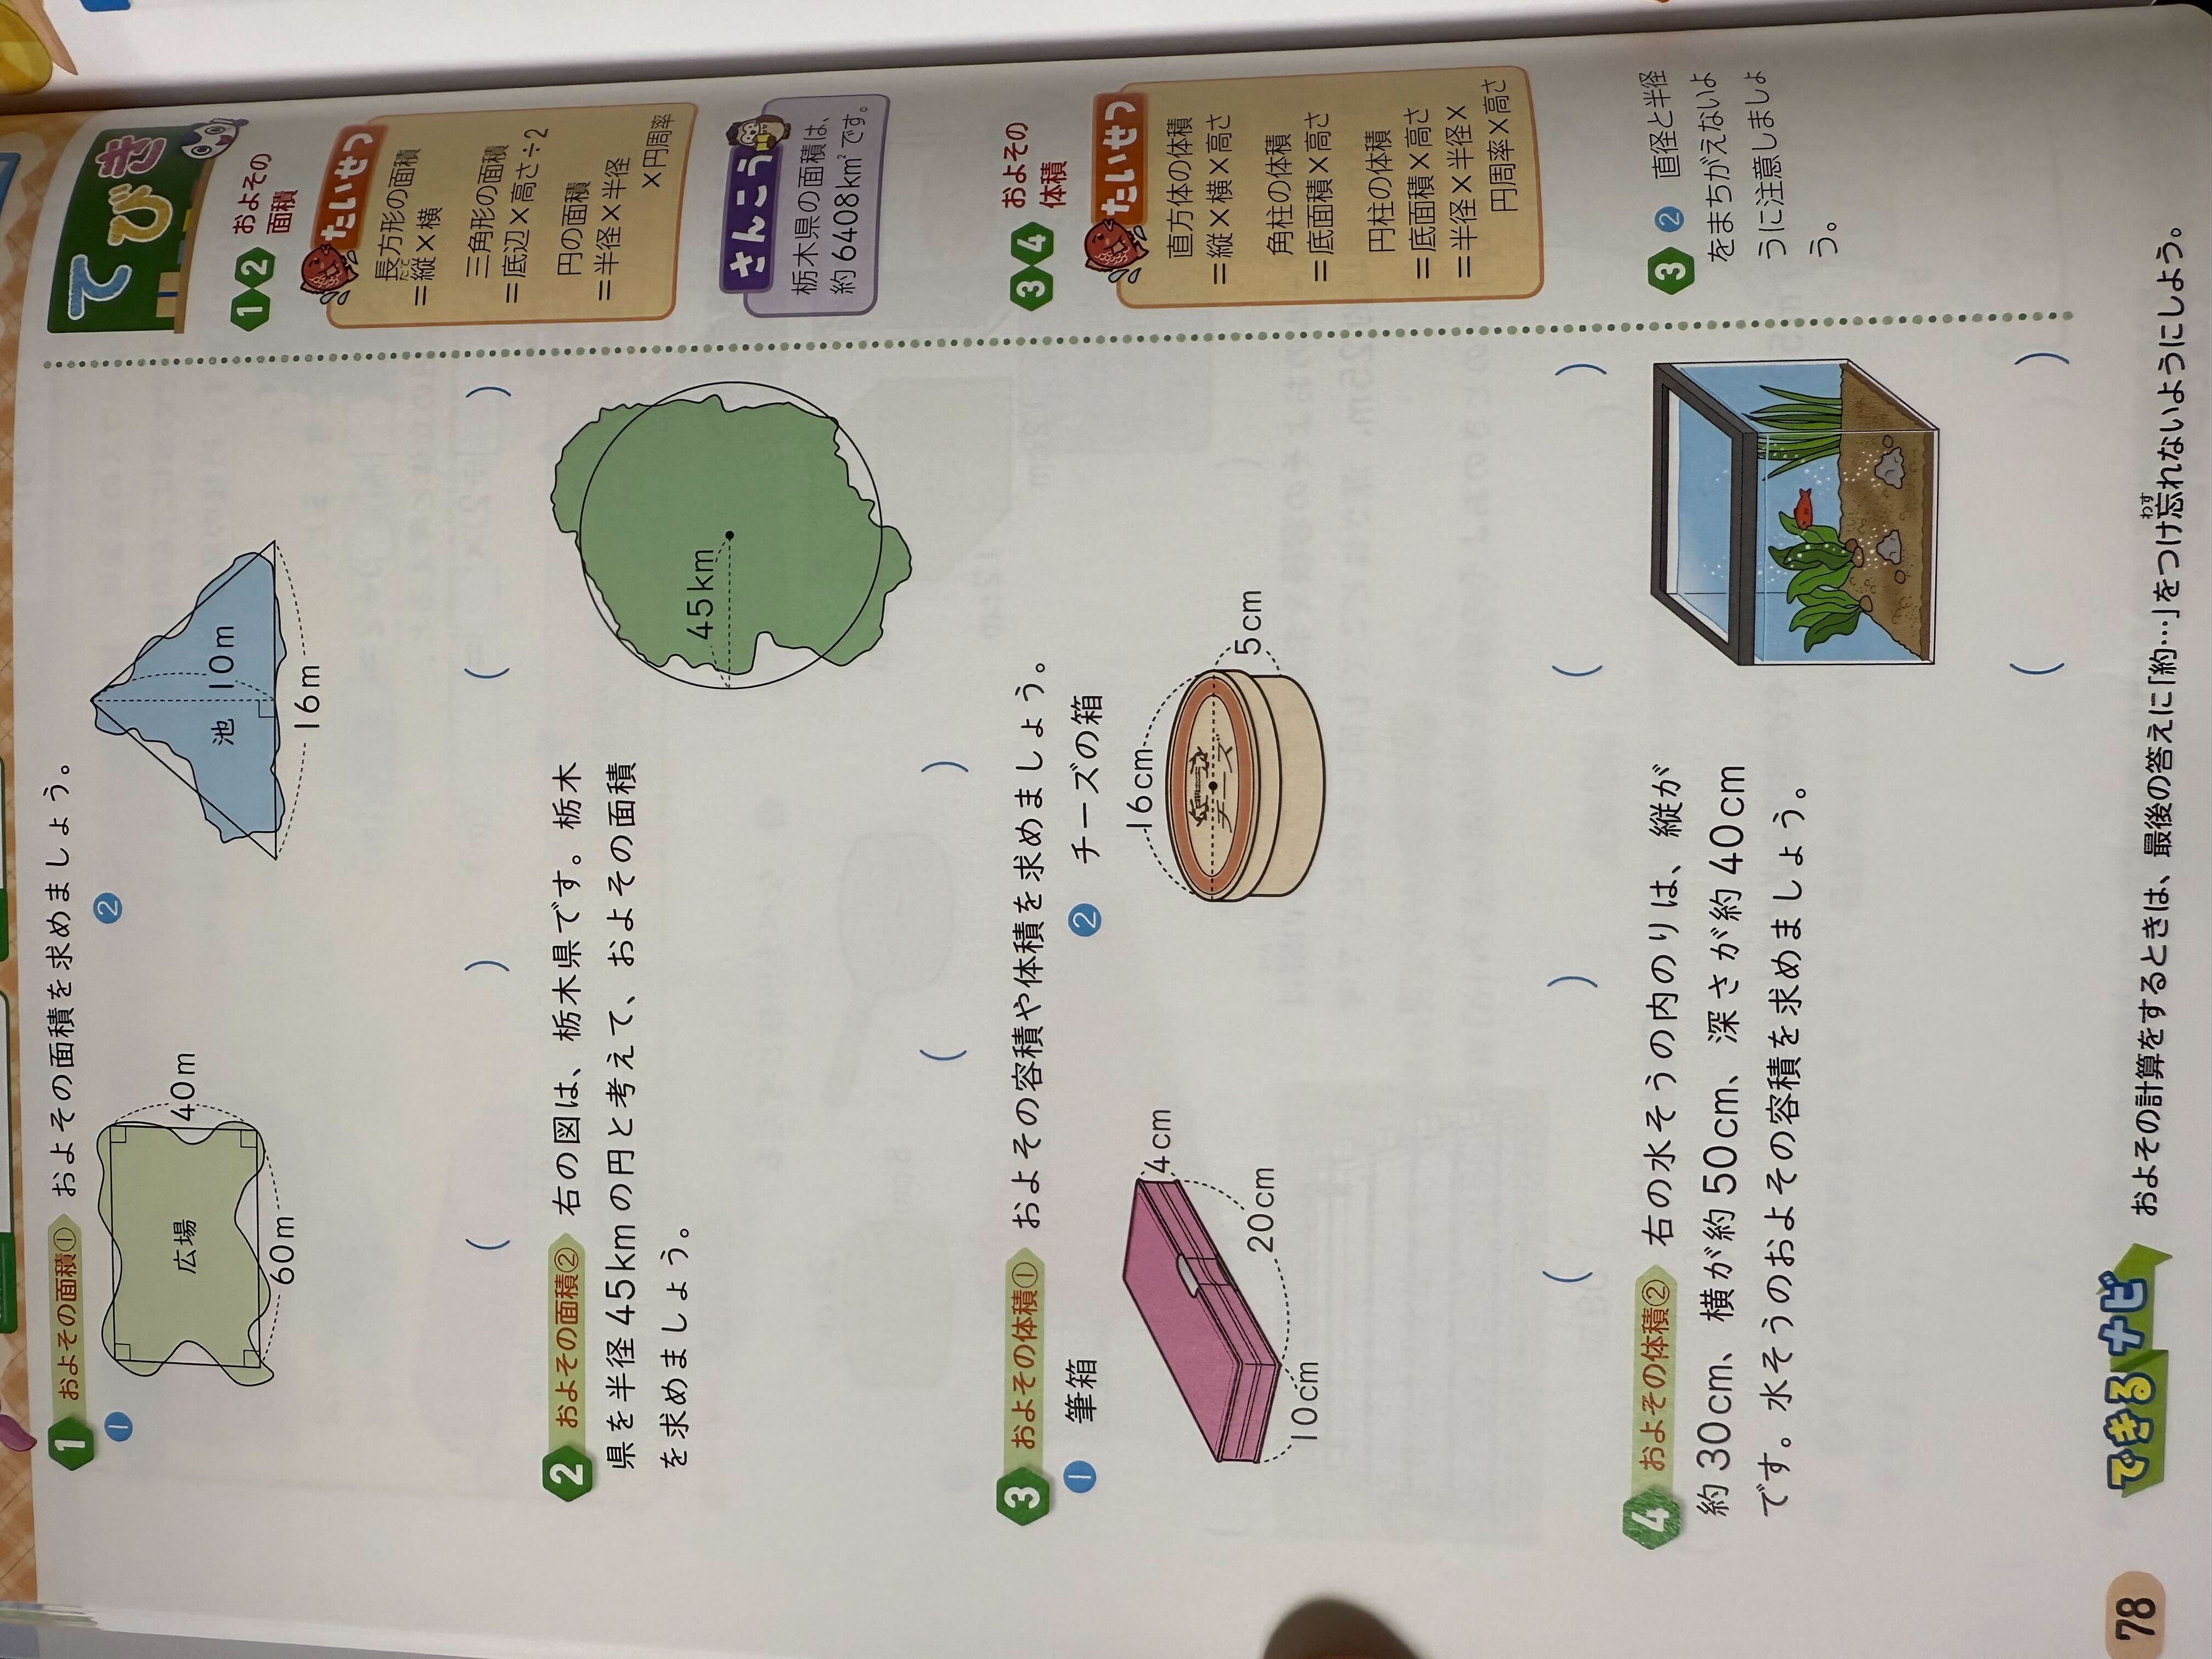 1 およその面積① およその面積を求めましょう。
①
広場
40m
60m
②
池
10m
16m
( ) ( )
2 およその面積② 右の図は、栃木県です。栃木
県を半径45kmの円と考えて、およその面積
を求めましょう。
45km
( )
3 およその体積① およその容積や体積を求めましょう。
① 筆箱
4cm
20cm
10cm
② チーズの箱
16cm
5cm
チーズ
( ) ( )
4 およその体積② 右の水そうの内のりは、縦が
約30cm、横が約50cm、深さが約40cm
です。水そうのおよその容積を求めましょう。
( )
てびき
1 2 およその
面積
たいせつ
長方形の面積
たて
=縦×横
三角形の面積
=底辺×高さ÷2
円の面積
=半径×半径
×円周率
さんこう
栃木県の面積は、
約6408km²です。
3 4 およその
体積
たいせつ
直方体の体積
=縦×横×高さ
角柱の体積
=底面積×高さ
円柱の体積
=底面積×高さ
=半径×半径×
円周率×高さ
3 ② 直径と半径
をまちがえないよ
うに注意しましょ
う。
78
できるナビ
わす
およその計算をするときは、最後の答えに「約…」をつけ忘れないようにしよう。